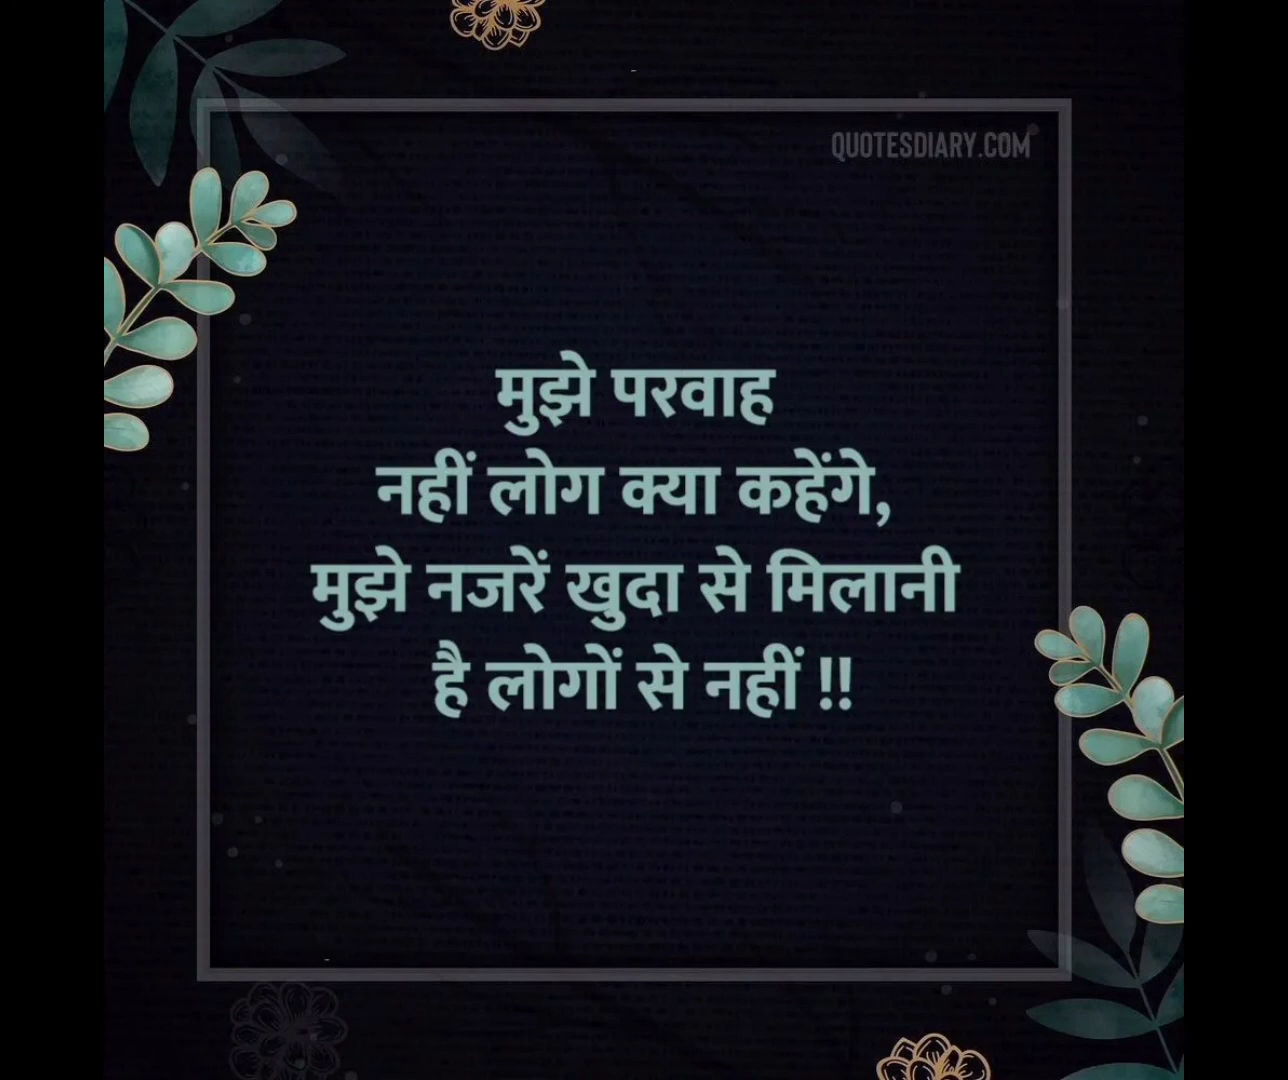 QUOTESDIARY.COM
मुझे परवाह
नहीं लोग क्या कहेंगे,
मुझे नजरें खुदा से मिलानी
है लोगों से नहीं !!